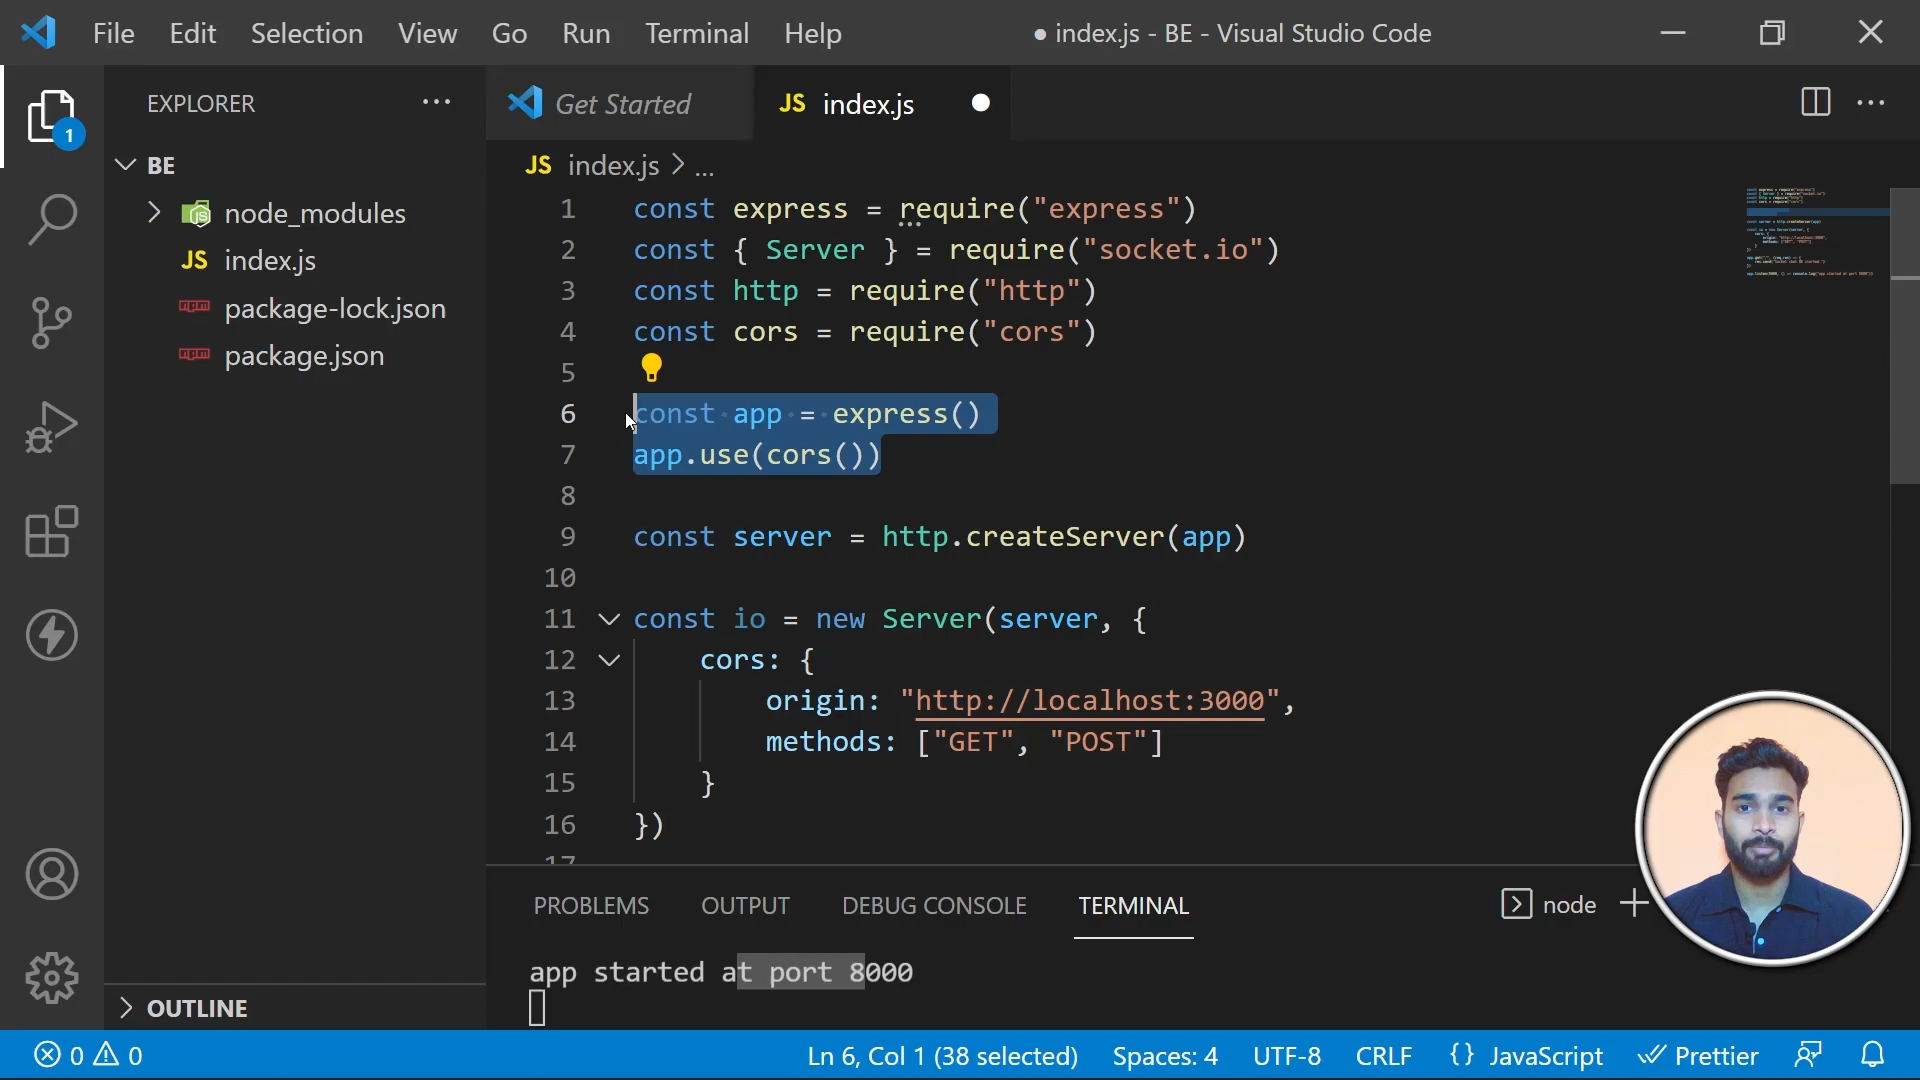 File Edit Selection View Go Run Terminal Help ● index.js - BE - Visual Studio Code
EXPLORER ...
Get Started JS index.js
1
BE
JS index.js > ...
node_modules
JS index.js
package-lock.json
package.json
1 const express = require("express")
2 const { Server } = require("socket.io")
3 const http = require("http")
4 const cors = require("cors")
5
6 const app = express()
7 app.use(cors())
8
9 const server = http.createServer(app)
10
11 const io = new Server(server, {
12 cors: {
13 origin: "http://localhost:3000",
14 methods: ["GET", "POST"]
15 }
16 })
17
PROBLEMS OUTPUT DEBUG CONSOLE TERMINAL node
app started at port 8000
OUTLINE
0 0 Ln 6, Col 1 (38 selected) Spaces: 4 UTF-8 CRLF {} JavaScript Prettier